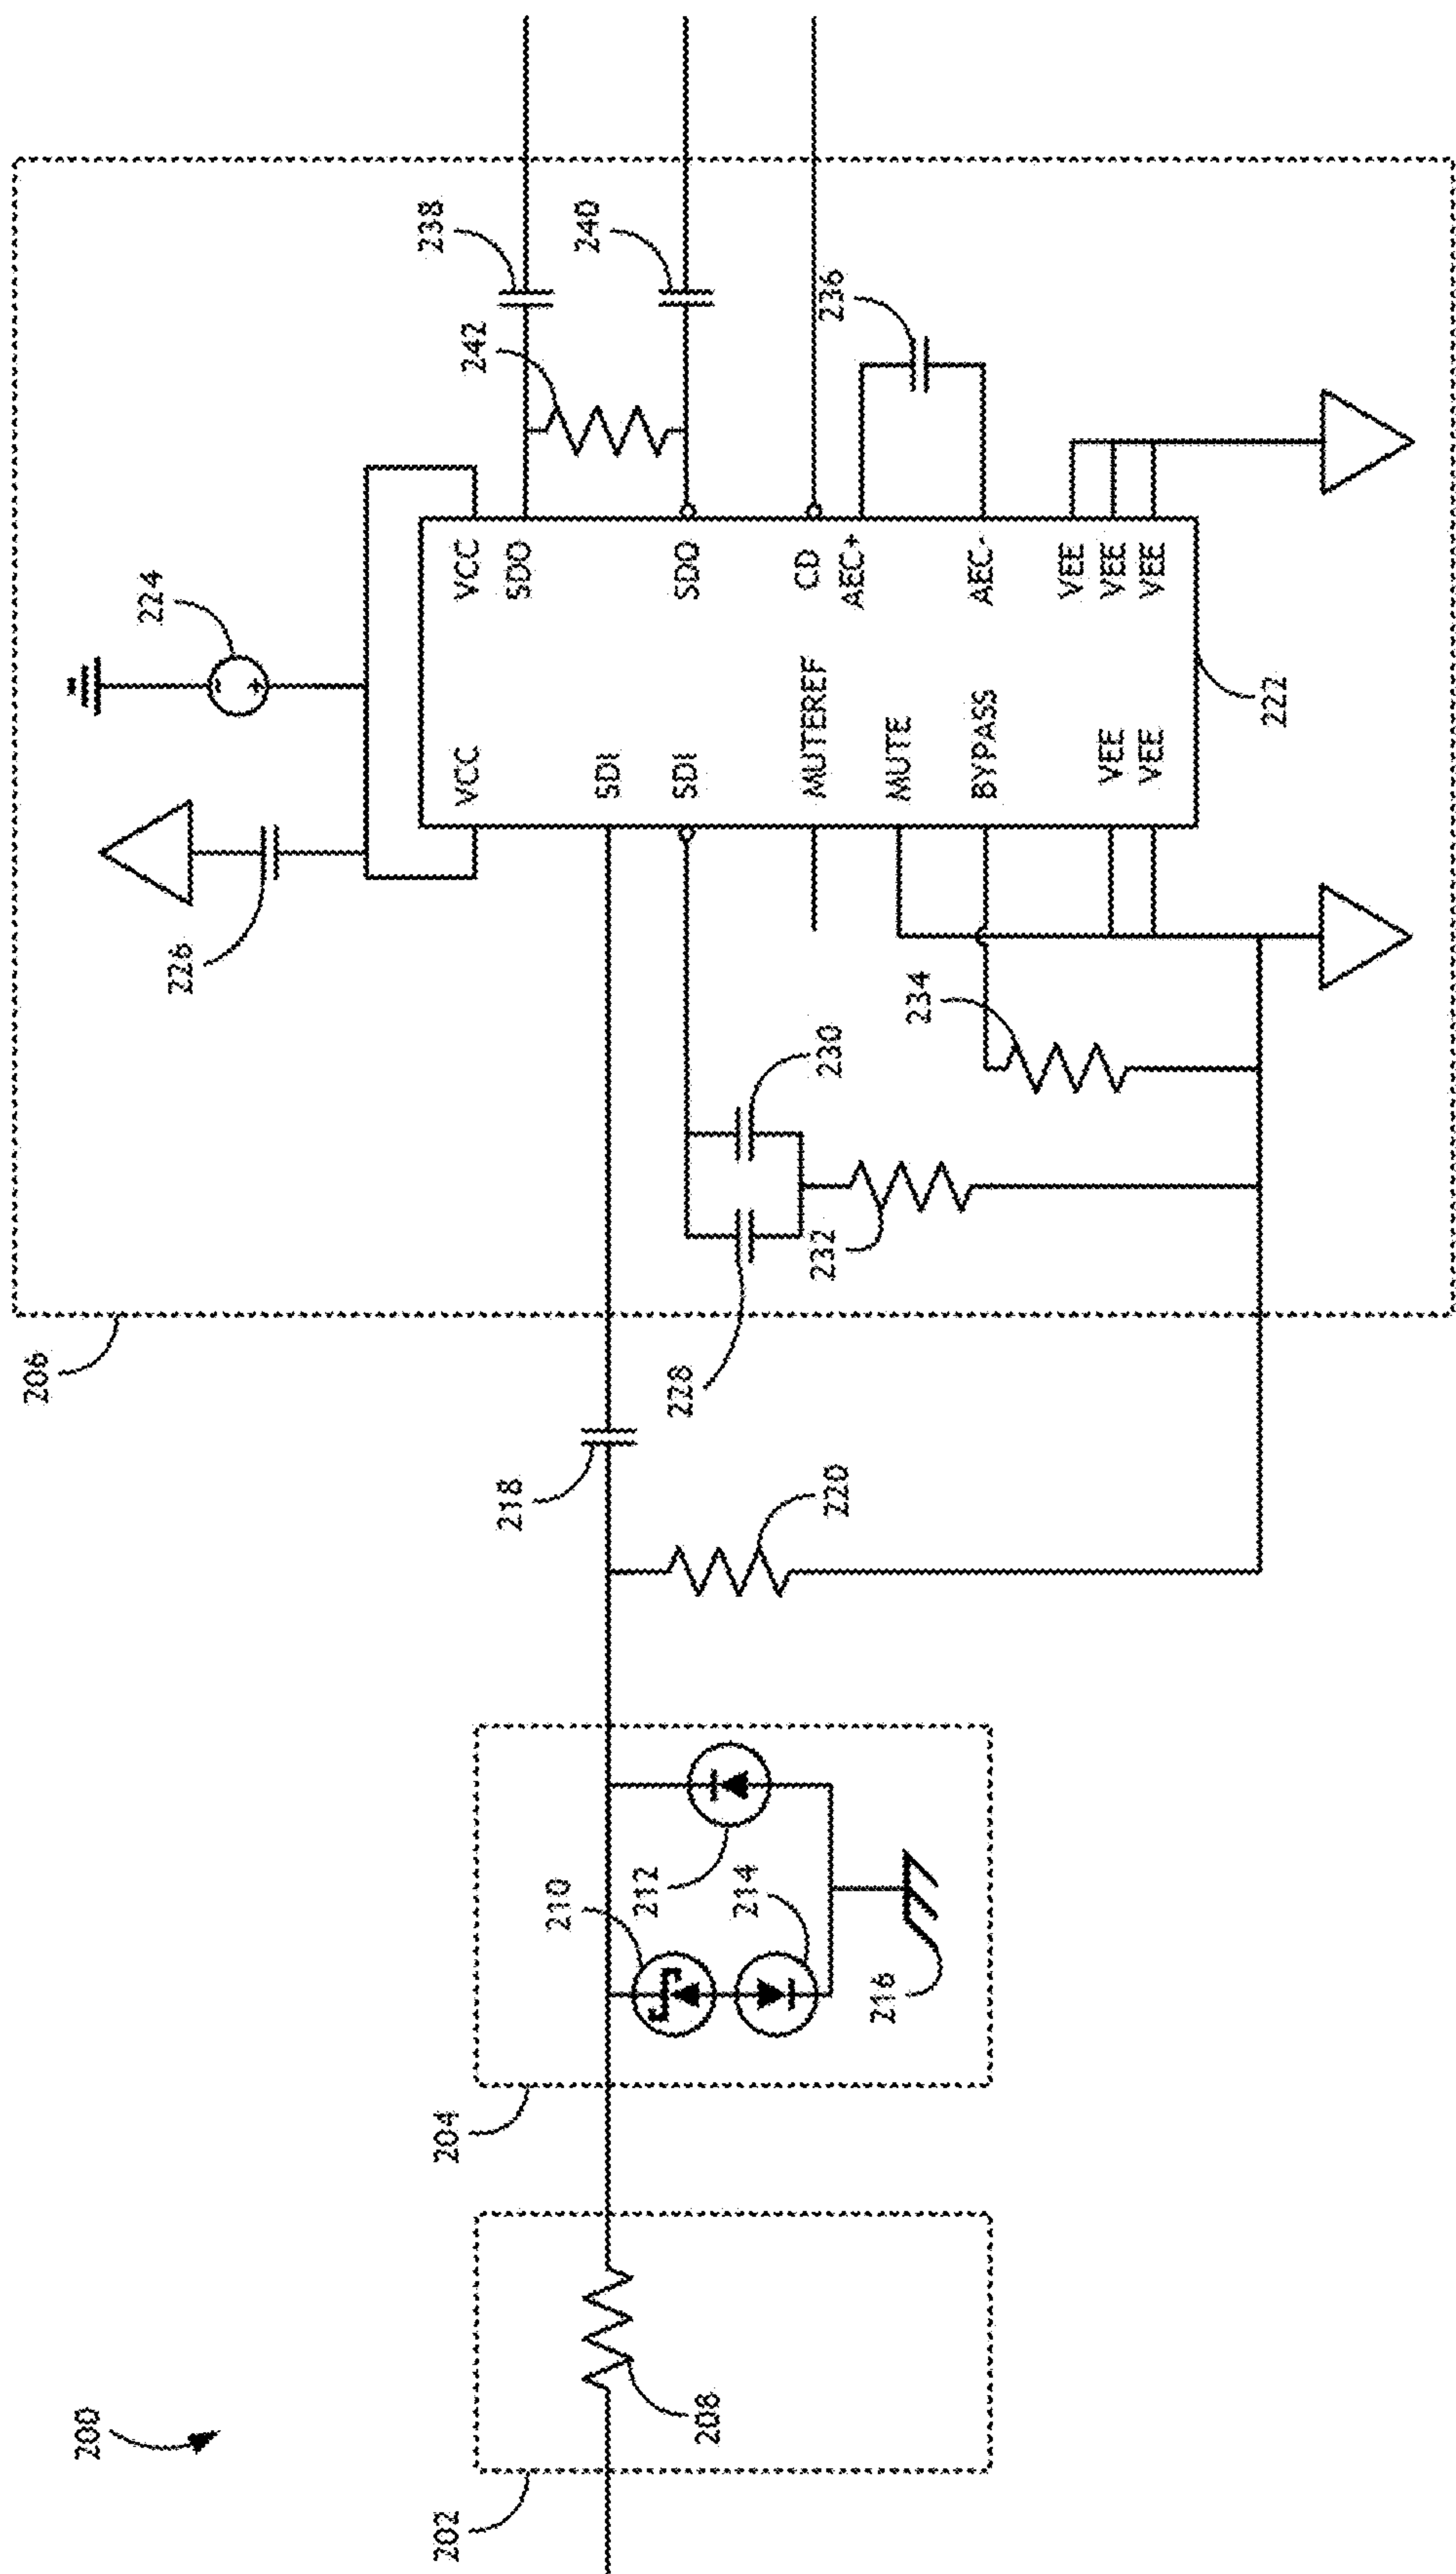 200
202
208
204
210
212
214
216
218
220
206
228
230
232
234
226
224
VCC
SDI
SDI
MUTEREF
MUTE
BYPASS
VEE
VEE
VCC
SDO
SDO
CD
AEC+
AEC-
VEE
VEE
VEE
222
242
238
240
236
-
+